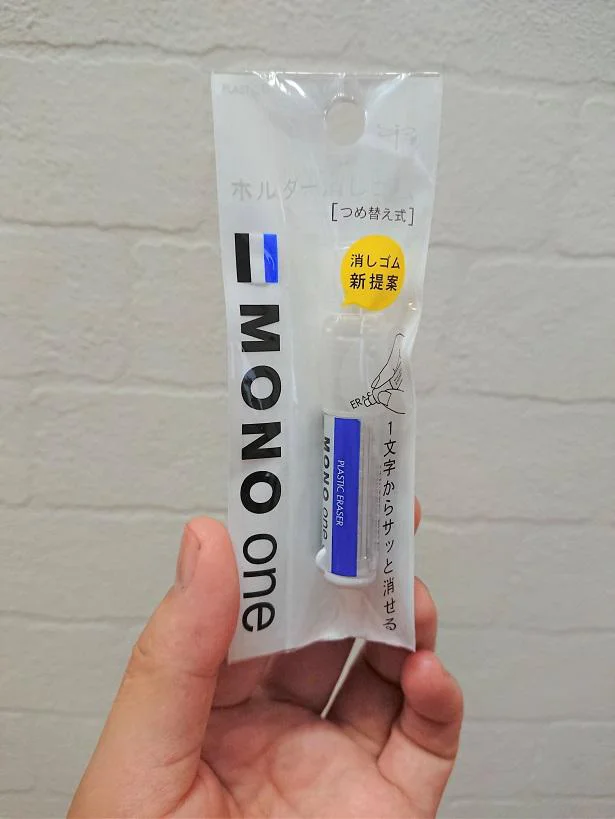 ホルダー消しゴム
[つめ替え式]
消しゴム
新提案
MONO one
ERASE
MONO one
PLASTIC ERASER
1文字からサッと消せる